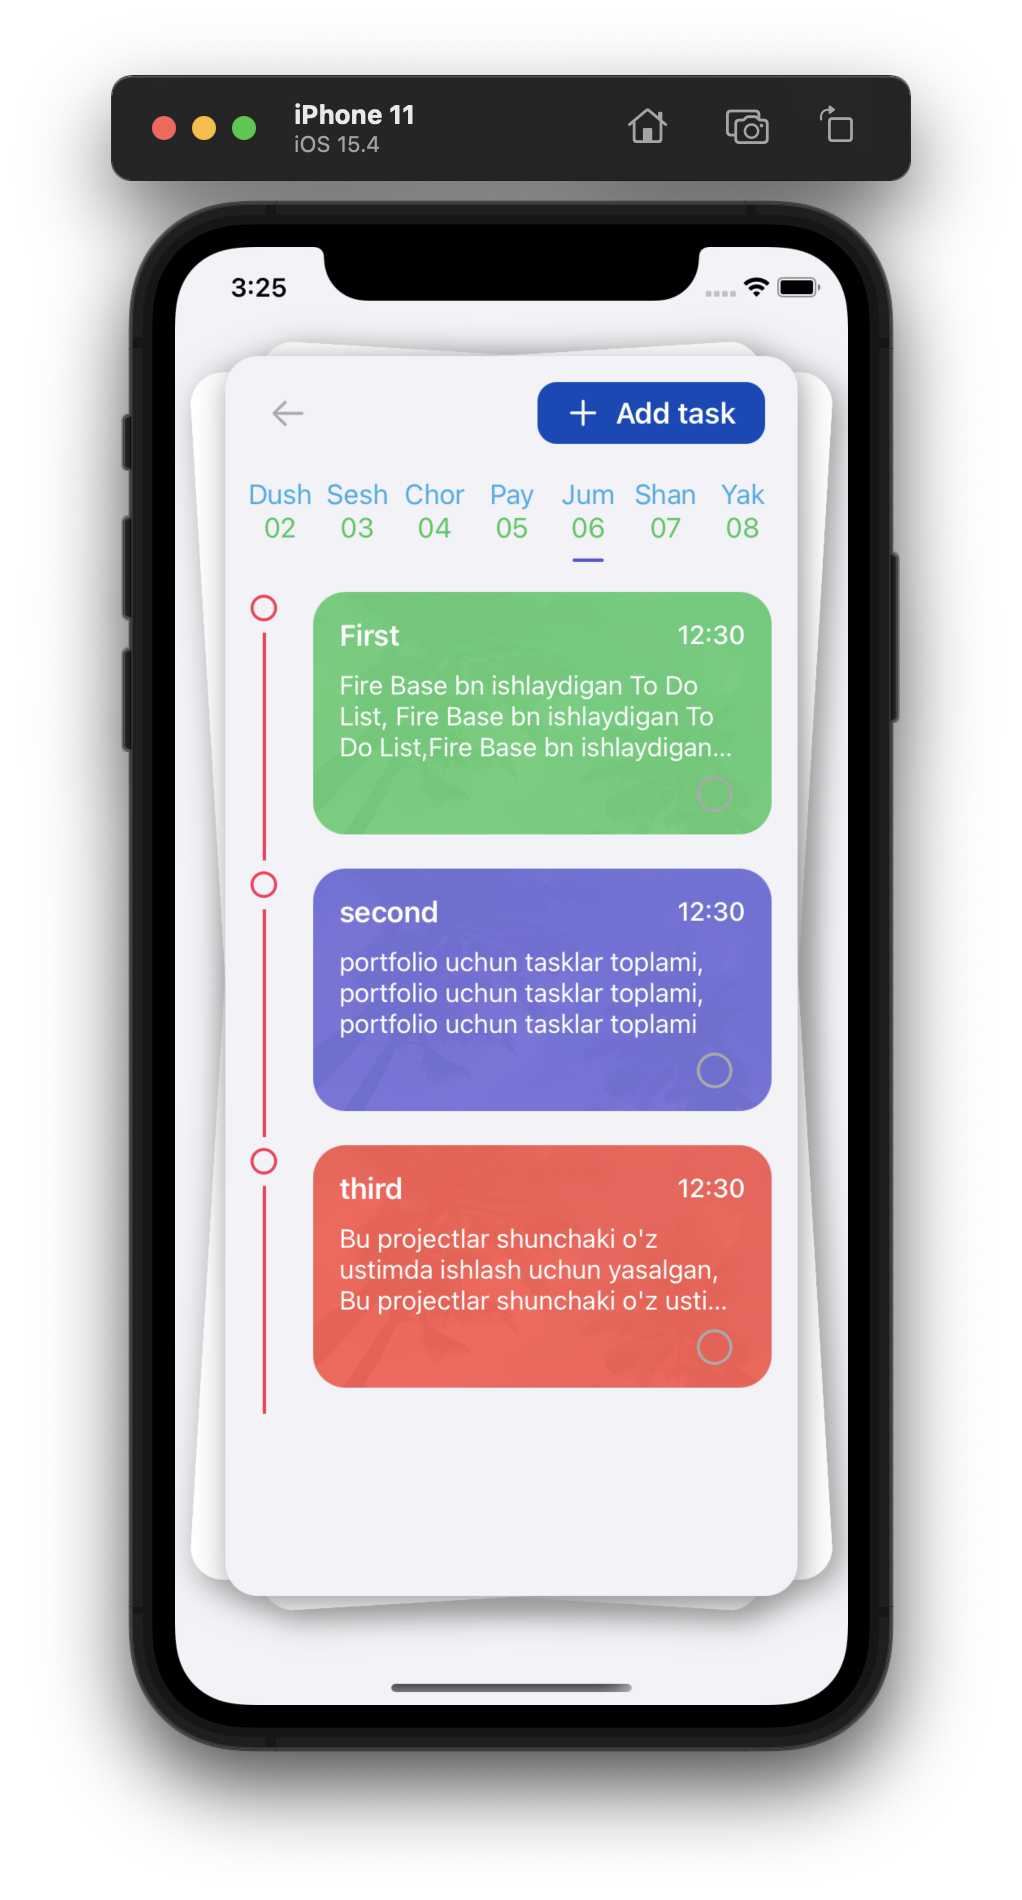 iPhone 11
iOS 15.4
3:25
Add task
Dush Sesh Chor Pay Jum Shan Yak
02 03 04 05 06 07 08
First 12:30
Fire Base bn ishlaydigan To Do
List, Fire Base bn ishlaydigan To
Do List,Fire Base bn ishlaydigan...
second 12:30
portfolio uchun tasklar toplami,
portfolio uchun tasklar toplami,
portfolio uchun tasklar toplami
third 12:30
Bu projectlar shunchaki o'z
ustimda ishlash uchun yasalgan,
Bu projectlar shunchaki o'z usti...